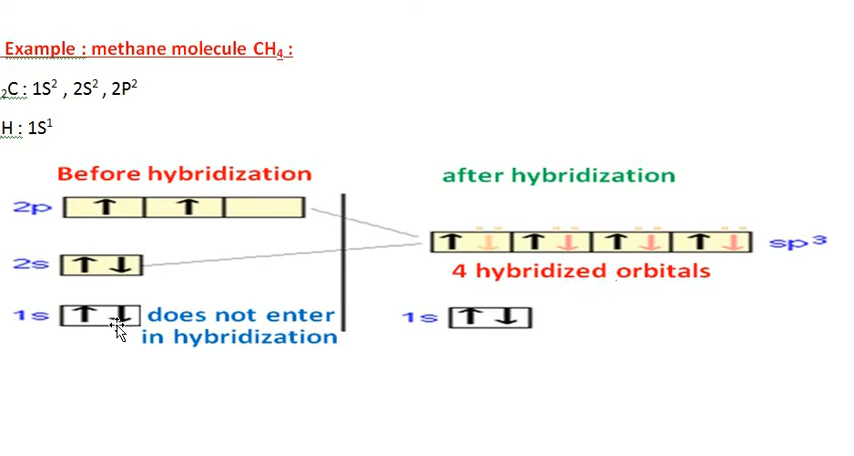 Example : methane molecule CH₄ :
₂C : 1S² , 2S² , 2P²
H : 1S¹
Before hybridization
after hybridization
2p
sp³
2s
4 hybridized orbitals
1s
does not enter
in hybridization
1s